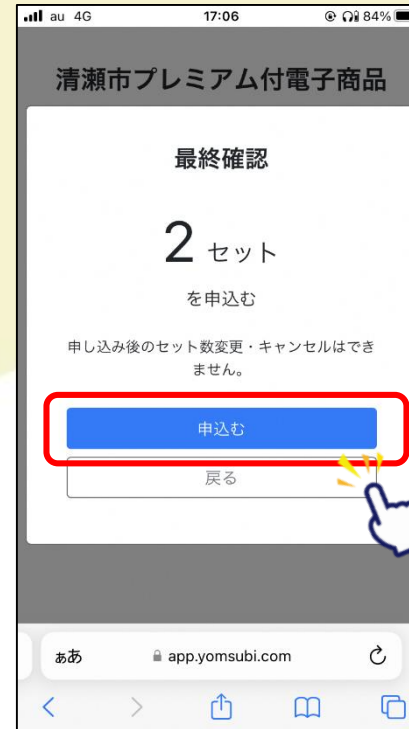 au 4G 17:06 84%
清瀬市プレミアム付電子商品
最終確認
2 セット
を申込む
申し込み後のセット数変更・キャンセルはでき
ません。
申込む
戻る
ぁあ app.yomsubi.com